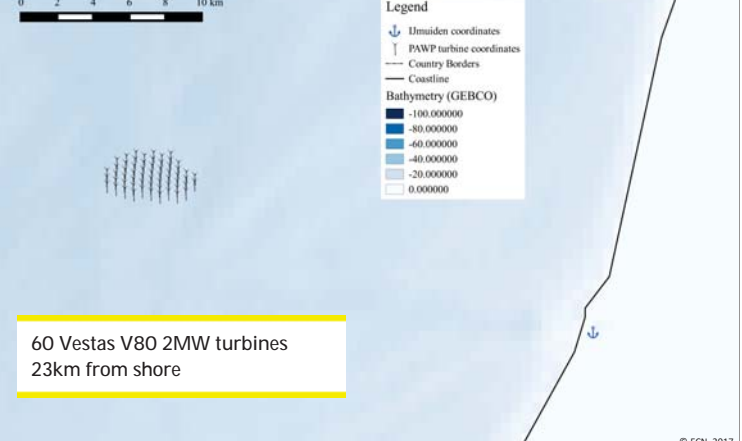 0 2 4 6 8 10 km
Legend
IJmuiden coordinates
PAWP turbine coordinates
Country Borders
Coastline
Bathymetry (GEBCO)
-100.000000
-80.000000
-60.000000
-40.000000
-20.000000
0.000000
60 Vestas V80 2MW turbines
23km from shore
© ECN, 2017